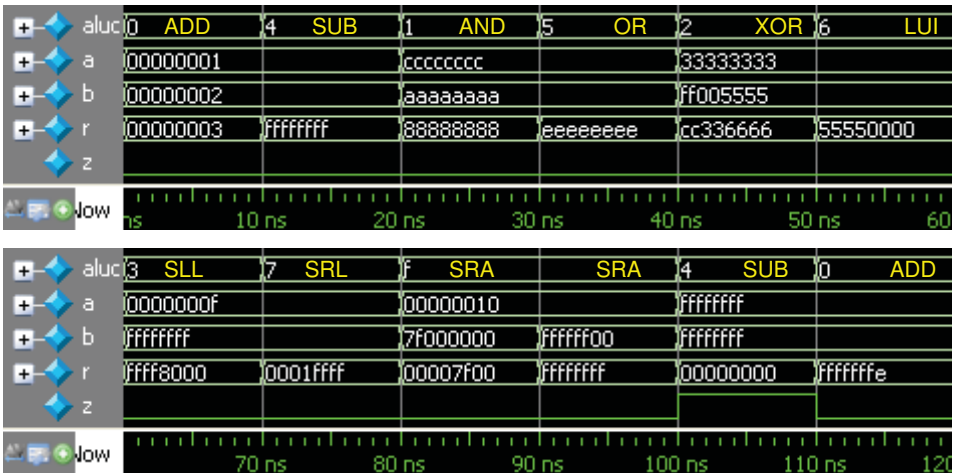 aluc 0 ADD 4 SUB 1 AND 5 OR 2 XOR 6 LUI
a 00000001 cccccccc 33333333
b 00000002 aaaaaaaa ff005555
r 00000003 ffffffff 88888888 eeeeeeee cc336666 55550000
z
Now ns 10 ns 20 ns 30 ns 40 ns 50 ns 60
aluc 3 SLL 7 SRL f SRA SRA 4 SUB 0 ADD
a 0000000f 00000010 ffffffff
b ffffffff 7f000000 ffffff00 ffffffff
r ffff8000 0001ffff 00007f00 ffffffff 00000000 fffffffe
z
Now 70 ns 80 ns 90 ns 100 ns 110 ns 120